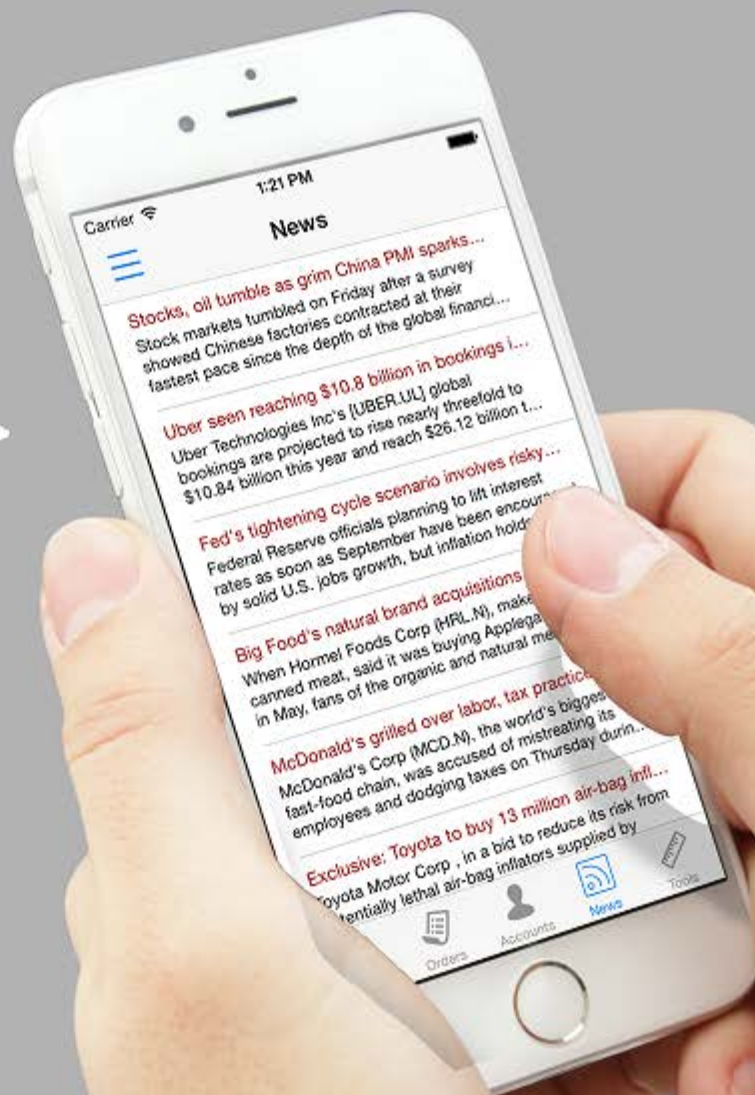 Carrier
1:21 PM
News
Stocks, oil tumble as grim China PMI sparks...
Stock markets tumbled on Friday after a survey
showed Chinese factories contracted at their
fastest pace since the depth of the global financi...
Uber seen reaching $10.8 billion in bookings i...
Uber Technologies Inc's [UBER.UL] global
bookings are projected to rise nearly threefold to
$10.84 billion this year and reach $26.12 billion t...
Fed's tightening cycle scenario involves risky...
Federal Reserve officials planning to lift interest
rates as soon as September have been
by solid U.S. jobs growth, but inflation
Big Food's natural brand acquisitions
When Hormel Foods Corp (HRL.N),
canned meat, said it was buying
in May, fans of the organic and natural
McDonald's grilled over labor, tax
McDonald's Corp (MCD.N), the world's
fast-food chain, was accused of mistreating its
employees and dodging taxes on Thursday durin...
Exclusive: Toyota to buy 13 million air-bag infl...
Toyota Motor Corp , in a bid to reduce its risk from
lethal air-bag inflators supplied by
Orders
Accounts
News
Tools